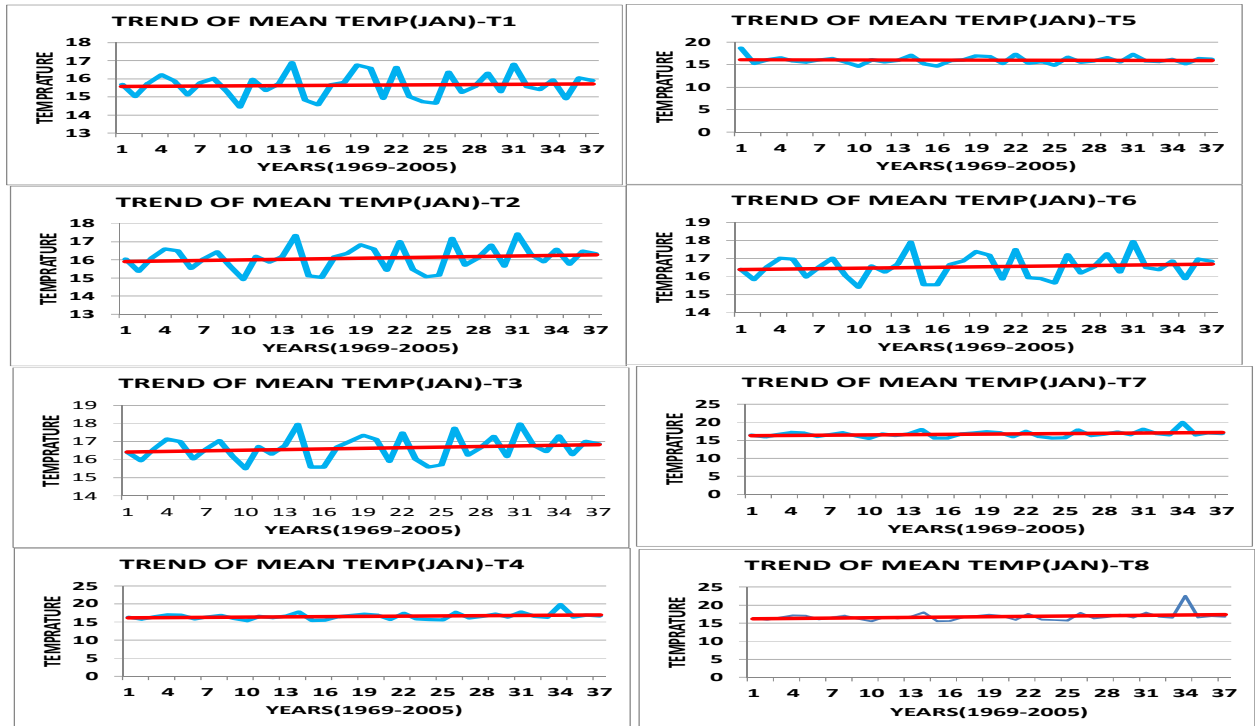 TREND OF MEAN TEMP(JAN)-T1
TEMPRATURE
18
17
16
15
14
13
1 4 7 10 13 16 19 22 25 28 31 34 37
YEARS(1969-2005)
TREND OF MEAN TEMP(JAN)-T5
TEMPRATURE
20
15
10
5
0
1 4 7 10 13 16 19 22 25 28 31 34 37
YEARS(1969-2005)
TREND OF MEAN TEMP(JAN)-T2
TEMPRATURE
18
17
16
15
14
13
1 4 7 10 13 16 19 22 25 28 31 34 37
YEARS(1969-2005)
TREND OF MEAN TEMP(JAN)-T6
TEMPRATURE
19
18
17
16
15
14
1 4 7 10 13 16 19 22 25 28 31 34 37
YEARS(1969-2005)
TREND OF MEAN TEMP(JAN)-T3
TEMPRATURE
19
18
17
16
15
14
1 4 7 10 13 16 19 22 25 28 31 34 37
YEARS(1969-2005)
TREND OF MEAN TEMP(JAN)-T7
TEMPRATURE
25
20
15
10
5
0
1 4 7 10 13 16 19 22 25 28 31 34 37
YEARS(1969-2005)
TREND OF MEAN TEMP(JAN)-T4
TEMPRATURE
25
20
15
10
5
0
1 4 7 10 13 16 19 22 25 28 31 34 37
YEARS(1969-2005)
TREND OF MEAN TEMP(JAN)-T8
TEMPRATURE
25
20
15
10
5
0
1 4 7 10 13 16 19 22 25 28 31 34 37
YEARS(1969-2005)